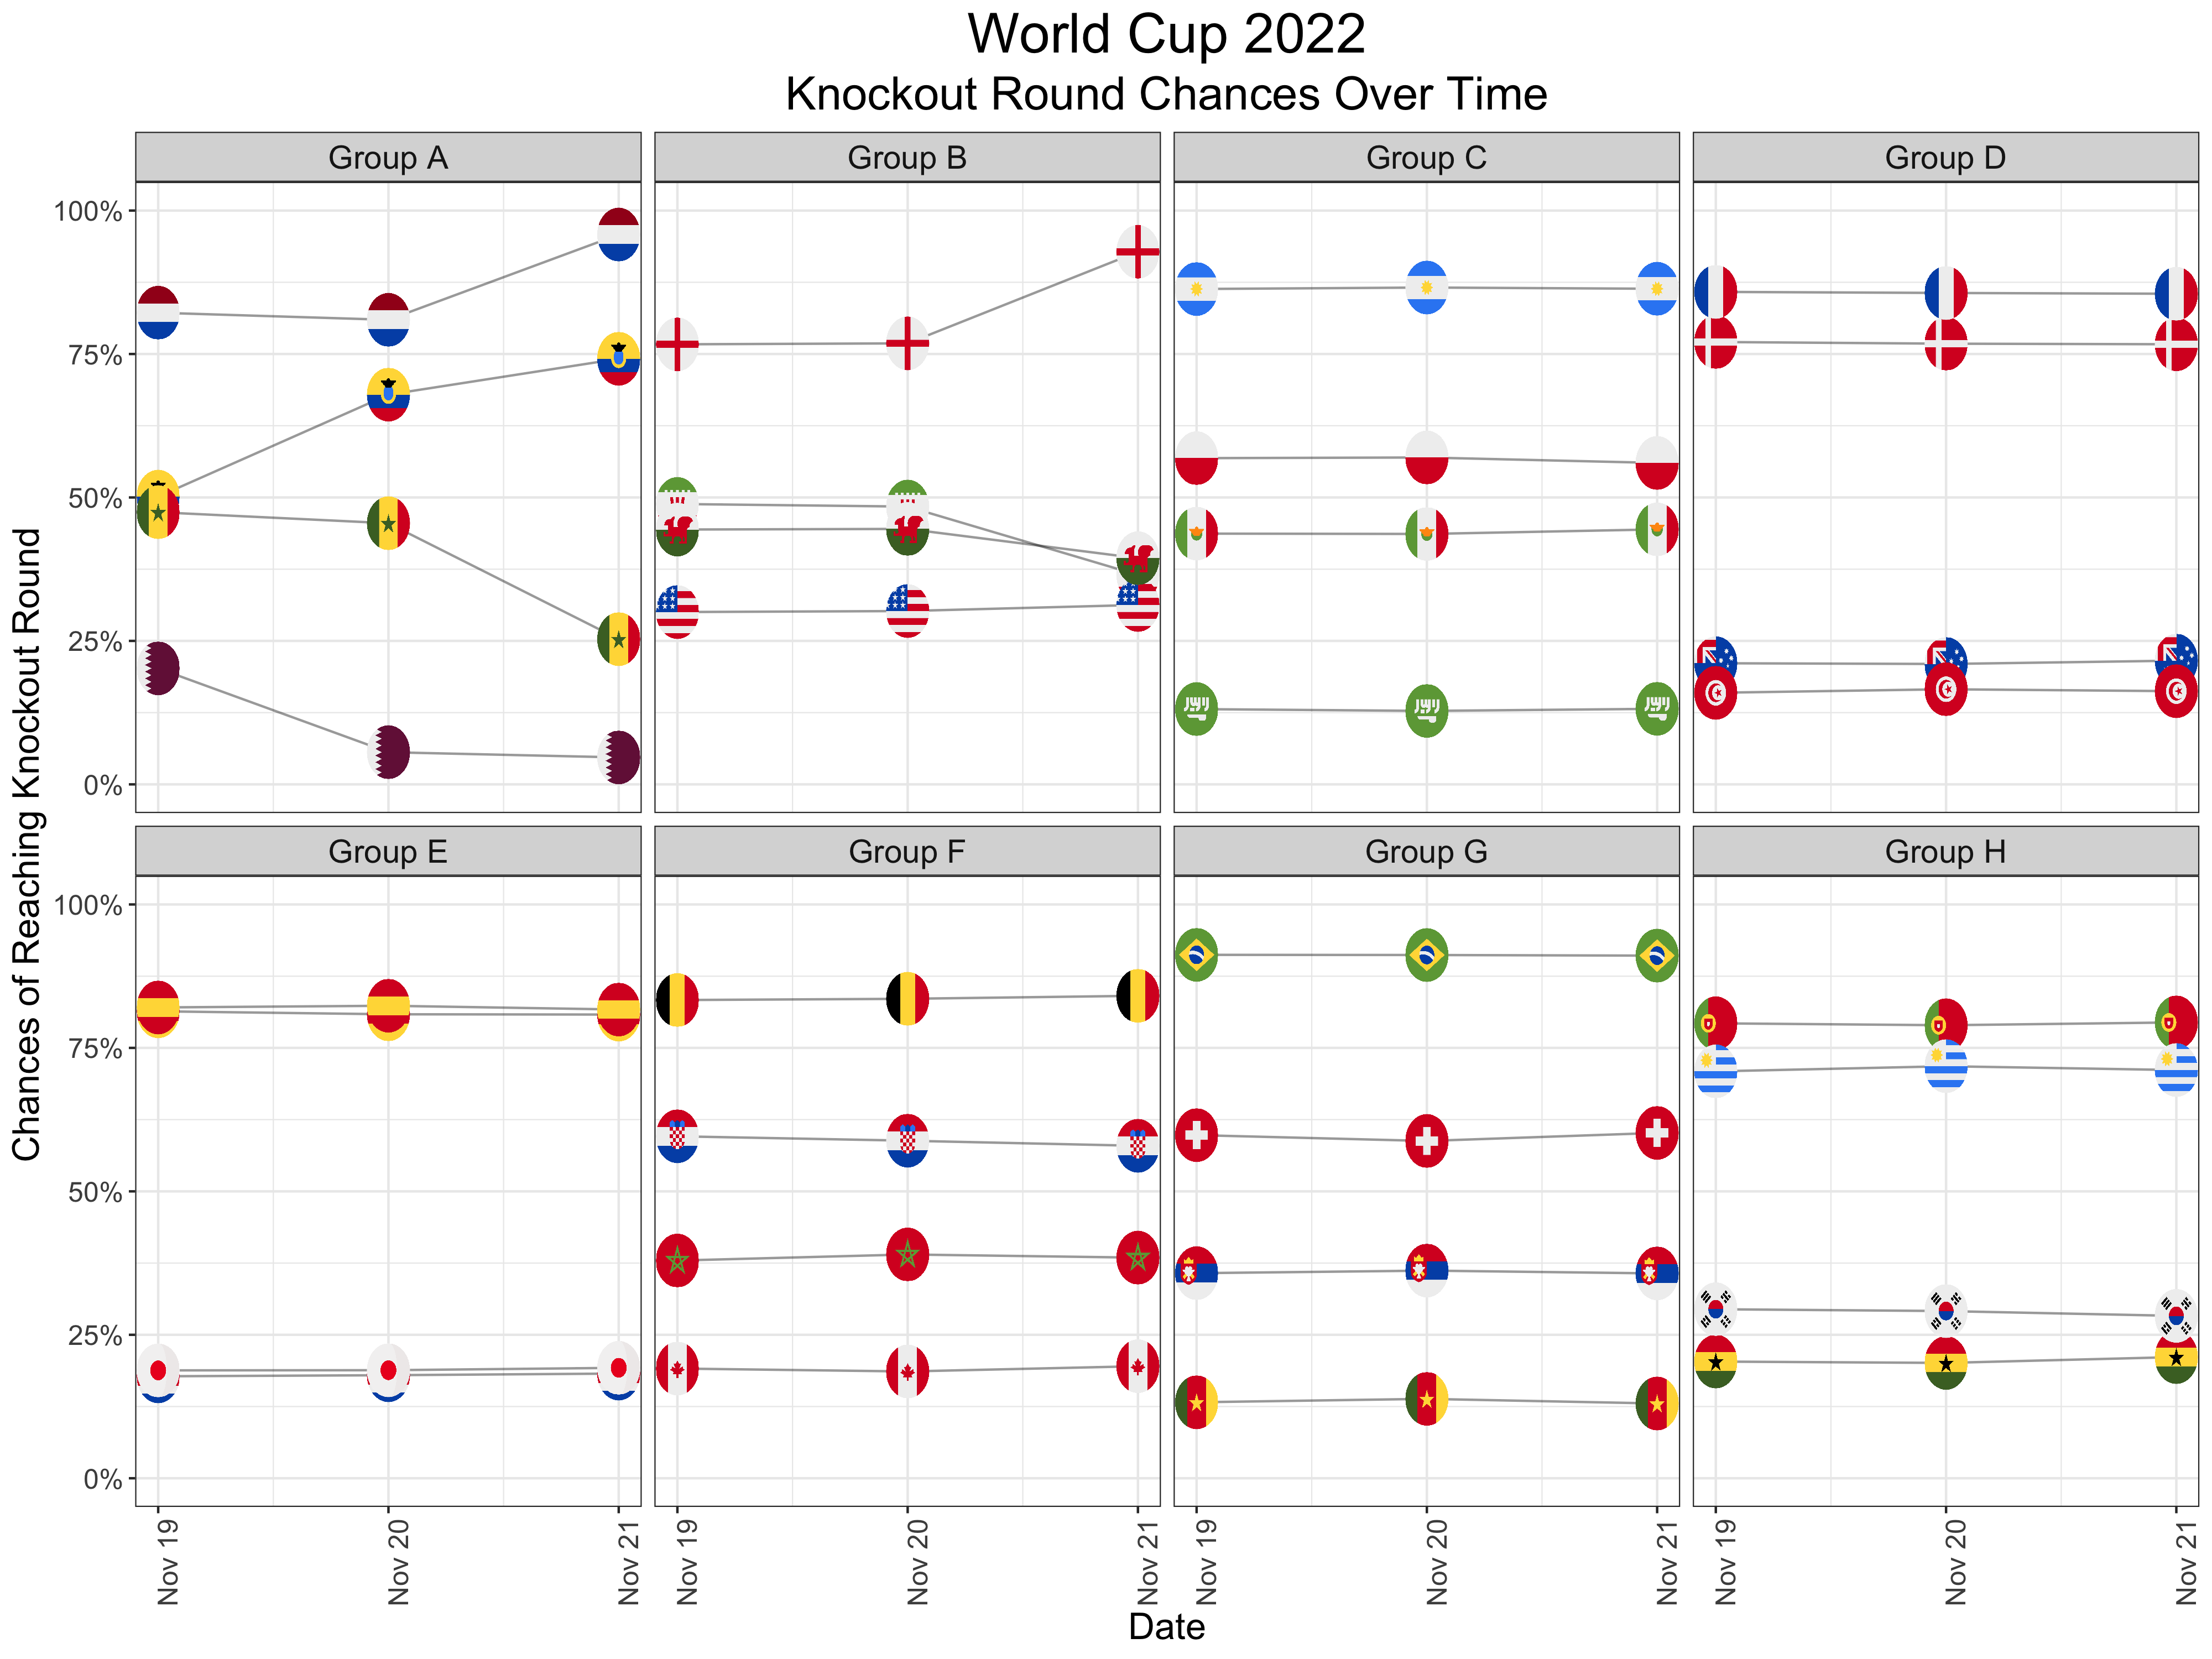 World Cup 2022
Knockout Round Chances Over Time
Group A
Group B
Group C
Group D
100%
75%
50%
25%
0%
Group E
Group F
Group G
Group H
100%
75%
50%
25%
0%
Chances of Reaching Knockout Round
Nov 19
Nov 20
Nov 21
Nov 19
Nov 20
Nov 21
Nov 19
Nov 20
Nov 21
Nov 19
Nov 20
Nov 21
Date